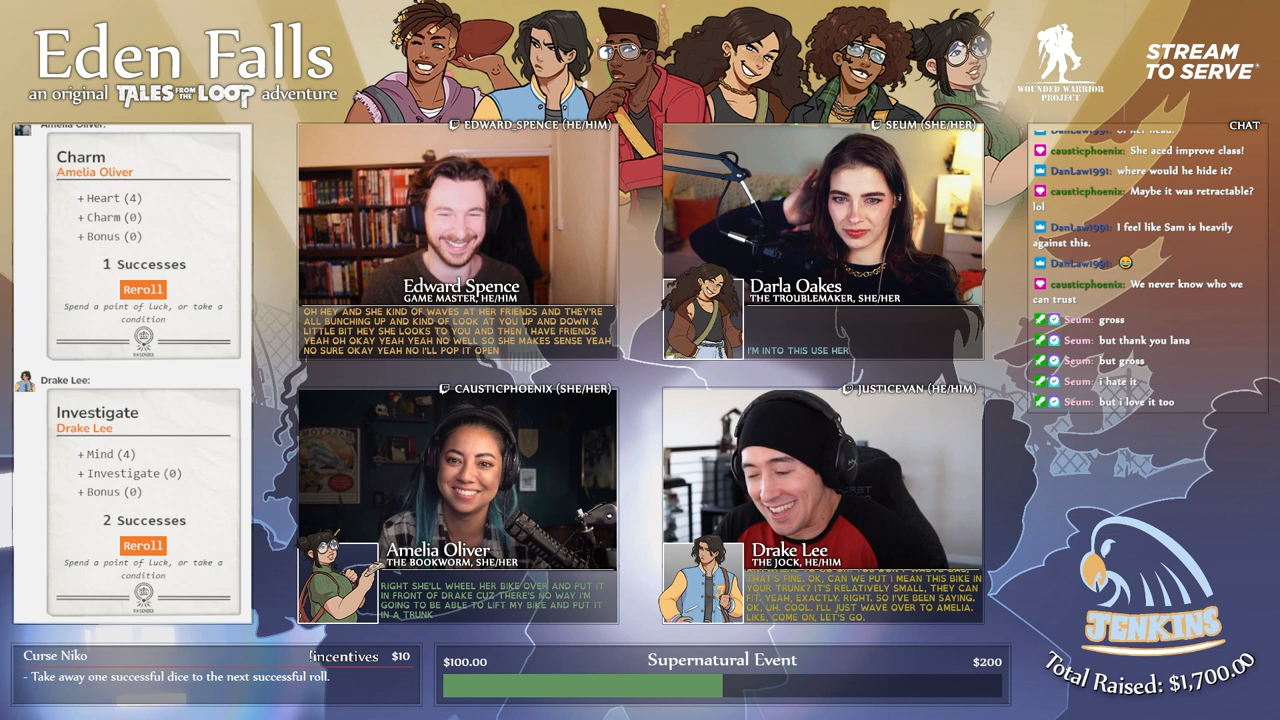 Eden Falls
an original TALES FROM THE LOOP adventure
WOUNDED WARRIOR
PROJECT
STREAM
TO SERVE
Amelia Oliver:
Charm
Amelia Oliver
+ Heart (4)
+ Charm (0)
+ Bonus (0)
1 Successes
Reroll
Spend a point of luck, or take a
condition
Drake Lee:
Investigate
Drake Lee
+ Mind (4)
+ Investigate (0)
+ Bonus (0)
2 Successes
Reroll
Spend a point of luck, or take a
condition
EDWARD_SPENCE (HE/HIM)
Edward Spence
GAME MASTER, HE/HIM
OH HEY AND SHE KIND OF WAVES AT HER FRIENDS AND THEY'RE
ALL BUNCHING UP AND KIND OF LOOK AT YOU UP AND DOWN A
LITTLE BIT HEY SHE LOOKS TO YOU AND THEN I HAVE FRIENDS
YEAH OH OKAY YEAH YEAH NO WELL SO SHE MAKES SENSE YEAH
NO SURE OKAY YEAH NO I'LL POP IT OPEN
SEUM (SHE/HER)
Darla Oakes
THE TROUBLEMAKER, SHE/HER
I'M INTO THIS USE HER
CAUSTICPHOENIX (SHE/HER)
Amelia Oliver
THE BOOKWORM, SHE/HER
RIGHT SHE'LL WHEEL HER BIKE OVER AND PUT IT
IN FRONT OF DRAKE CUZ THERE'S NO WAY I'M
GOING TO BE ABLE TO LIFT MY BIKE AND PUT IT
IN A TRUNK
JUSTICEVAN (HE/HIM)
Drake Lee
THE JOCK, HE/HIM
THAT'S FINE. OK, CAN WE PUT I MEAN THIS BIKE IN
YOUR TRUNK? IT'S RELATIVELY SMALL, THEY CAN
FIT. YEAH, EXACTLY. RIGHT. SO I'VE BEEN SAYING.
OK, UH. COOL. I'LL JUST WAVE OVER TO AMELIA.
LIKE, COME ON, LET'S GO.
CHAT
DanLaw1991: of her head.
causticphoenix: She aced improve class!
DanLaw1991: where would he hide it?
causticphoenix: Maybe it was retractable?
lol
DanLaw1991: I feel like Sam is heavily
against this.
DanLaw1991: 😅
causticphoenix: We never know who we
can trust
Seum: gross
Seum: but thank you lana
Seum: but gross
Seum: i hate it
Seum: but i love it too
JENKINS
Total Raised: $1,700.00
Curse Niko
!incentives $10
- Take away one successful dice to the next successful roll.
$100.00
Supernatural Event
$200